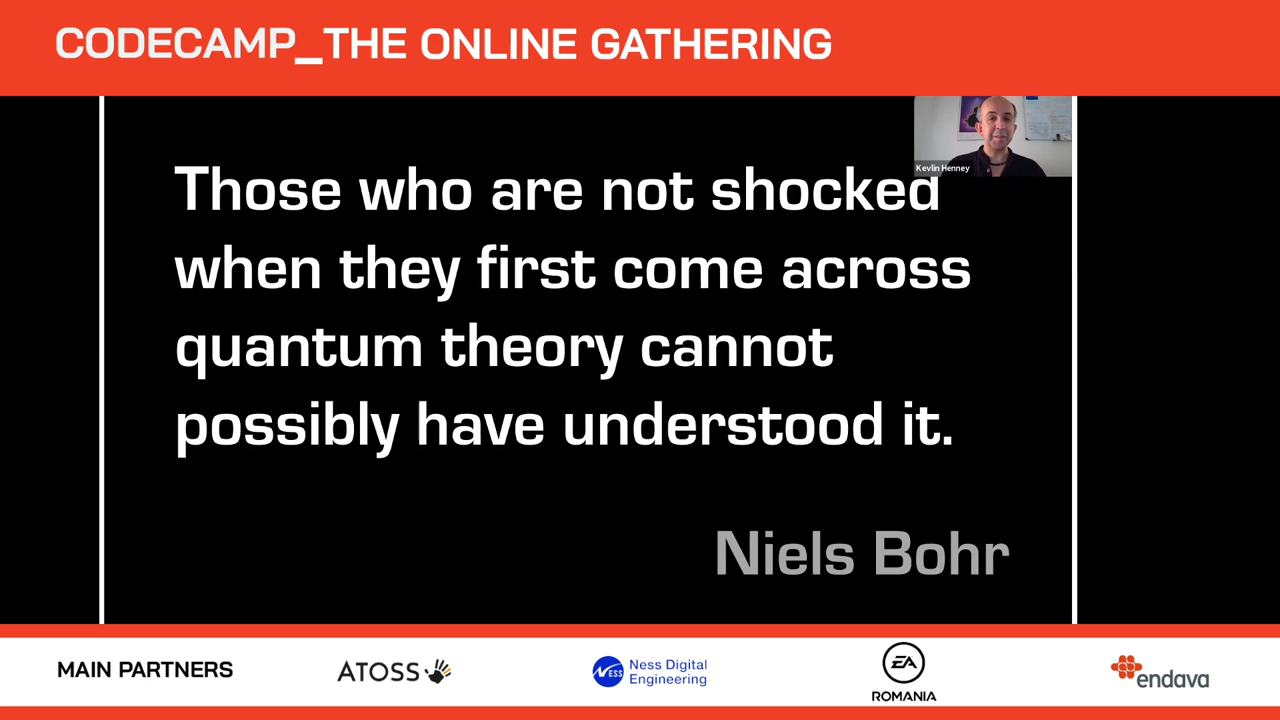 CODECAMP_THE ONLINE GATHERING
Kevlin Henney
Those who are not shocked
when they first come across
quantum theory cannot
possibly have understood it.
Niels Bohr
MAIN PARTNERS
ATOSS
NESS
Ness Digital
Engineering
EA
ROMANIA
endava